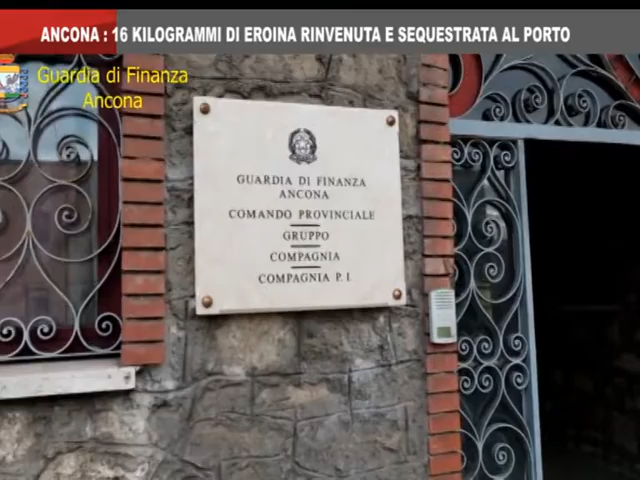 ANCONA : 16 KILOGRAMMI DI EROINA RINVENUTA E SEQUESTRATA AL PORTO
Guardia di Finanza
Ancona
GUARDIA DI FINANZA
ANCONA
COMANDO PROVINCIALE
GRUPPO
COMPAGNIA
COMPAGNIA P. I.